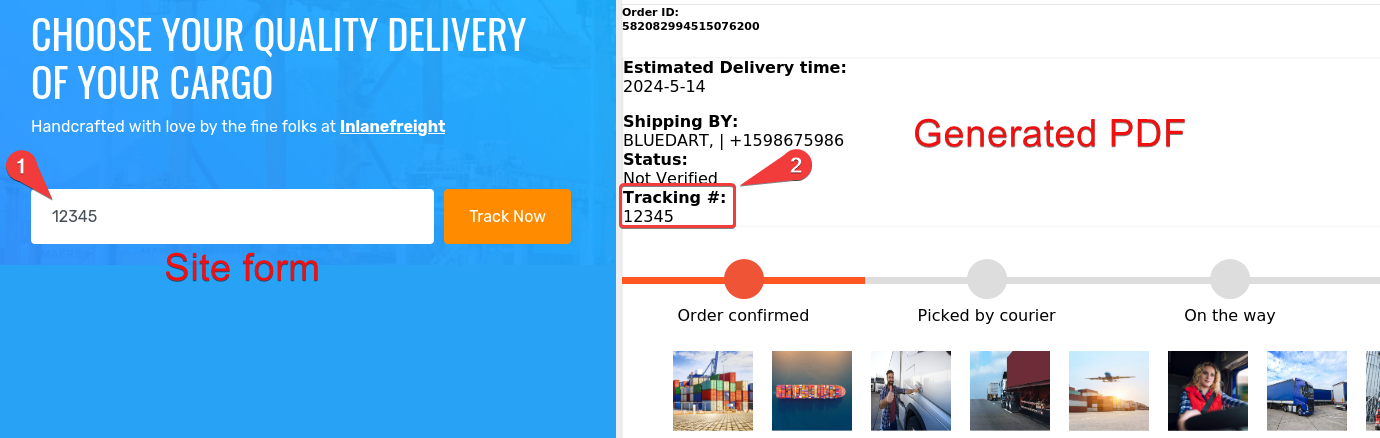 CHOOSE YOUR QUALITY DELIVERY
OF YOUR CARGO
Handcrafted with love by the fine folks at Inlanefreight
1
12345
Track Now
Site form
Order ID:
582082994515076200
Estimated Delivery time:
2024-5-14
Shipping BY:
BLUEDART, | +1598675986
Status:
Not Verified
Tracking #:
12345
2
Generated PDF
Order confirmed
Picked by courier
On the way